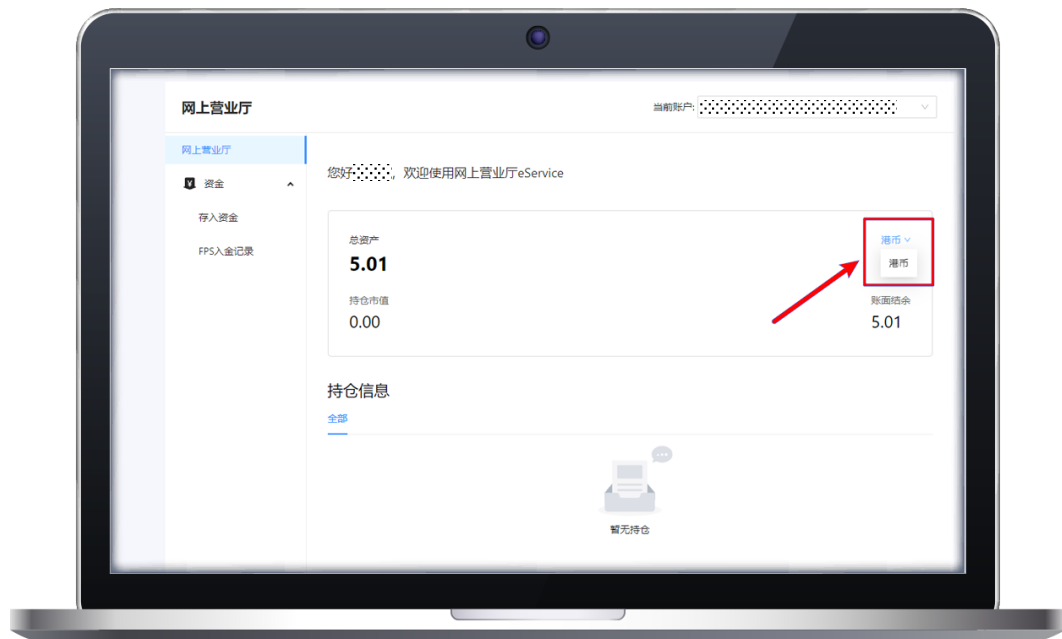 网上营业厅
当前账户:
网上营业厅
您好 , 欢迎使用网上营业厅eService
资金
存入资金
FPS入金记录
总资产
港币
5.01
港币
持仓市值
账面结余
0.00
5.01
持仓信息
全部
暂无持仓